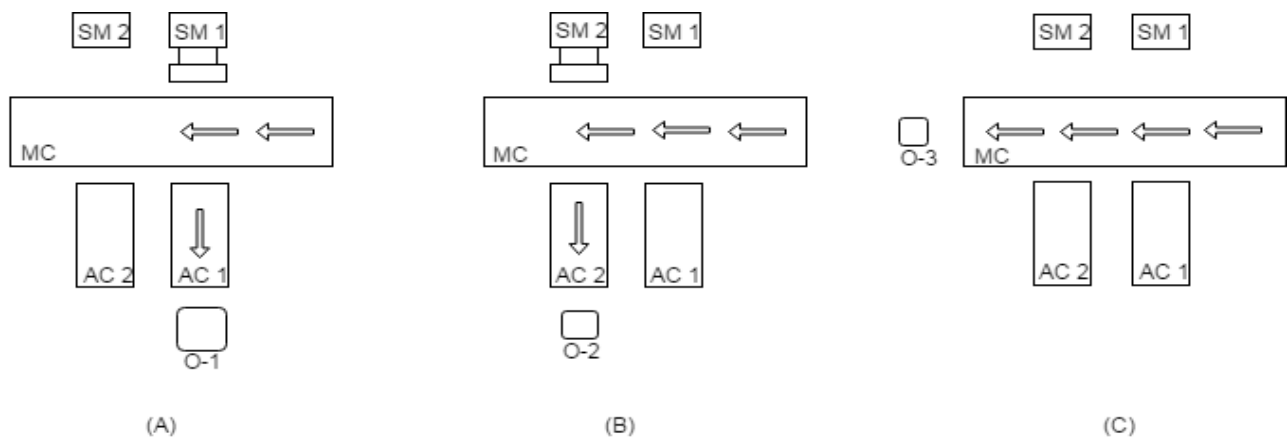 SM 2 SM 1
MC
AC 2 AC 1
O-1
(A)
SM 2 SM 1
MC
AC 2 AC 1
O-2
(B)
SM 2 SM 1
O-3 MC
AC 2 AC 1
(C)